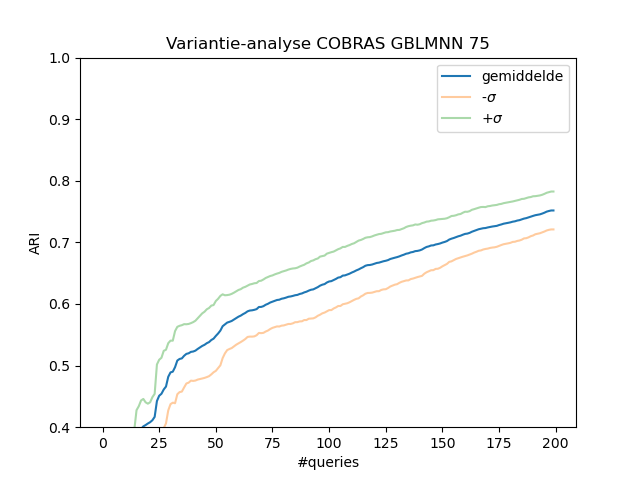 Variantie-analyse COBRAS GBLMNN 75
gemiddelde
-σ
+σ
1.0
0.9
0.8
0.7
0.6
0.5
0.4
ARI
0 25 50 75 100 125 150 175 200
#queries